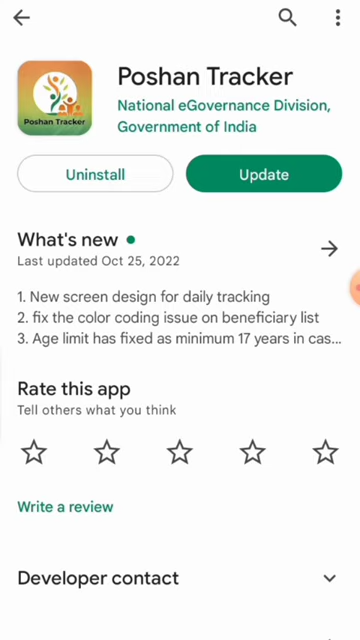 Poshan Tracker
Poshan Tracker
National eGovernance Division,
Government of India
Uninstall
Update
What's new
Last updated Oct 25, 2022
1. New screen design for daily tracking
2. fix the color coding issue on beneficiary list
3. Age limit has fixed as minimum 17 years in cas...
Rate this app
Tell others what you think
Write a review
Developer contact